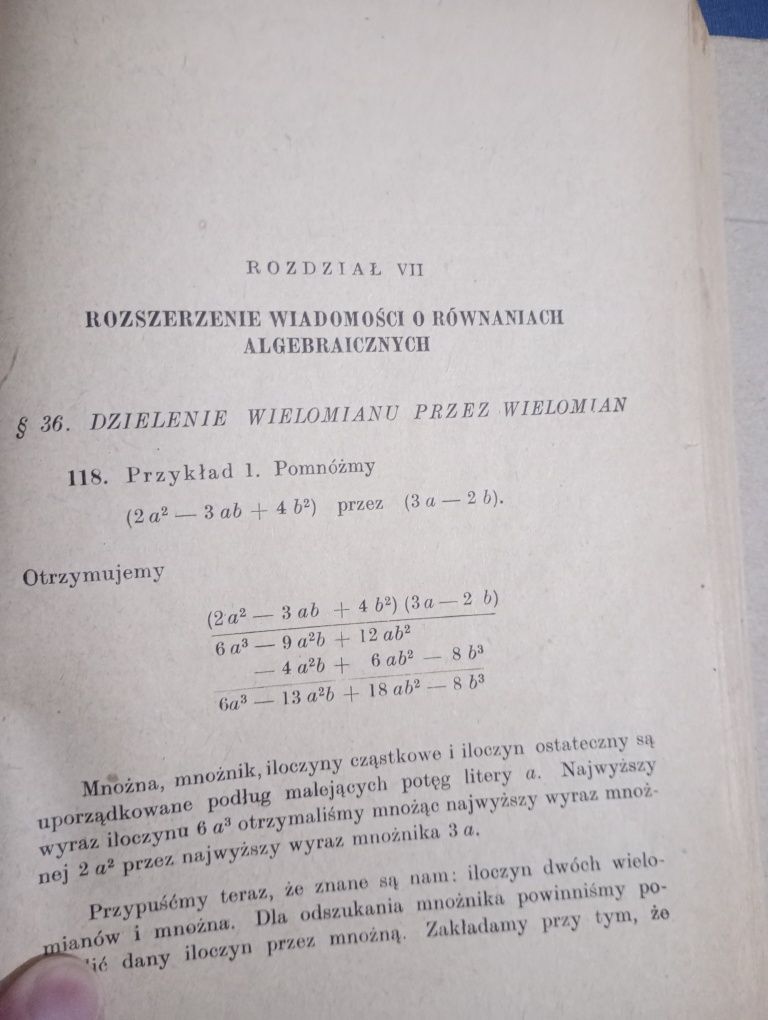 ROZDZIAŁ VII
ROZSZERZENIE WIADOMOŚCI O RÓWNANIACH
ALGEBRAICZNYCH
§ 36. DZIELENIE WIELOMIANU PRZEZ WIELOMIAN
118. Przykład 1. Pomnóżmy
(2 a² — 3 ab + 4 b²) przez (3 a — 2 b).
Otrzymujemy
(2 a² — 3 ab + 4 b²) (3 a — 2 b)
6 a³ — 9 a²b + 12 ab²
— 4 a²b + 6 ab² — 8 b³
6a³ — 13 a²b + 18 ab² — 8 b³
Mnożna, mnożnik, iloczyny cząstkowe i iloczyn ostateczny są
uporządkowane podług malejących potęg litery a. Najwyższy
wyraz iloczynu 6 a³ otrzymaliśmy mnożąc najwyższy wyraz mnoż-
nej 2 a² przez najwyższy wyraz mnożnika 3 a.
Przypuśćmy teraz, że znane są nam: iloczyn dwóch wielo-
mianów i mnożna. Dla odszukania mnożnika powinniśmy po-
ić dany iloczyn przez mnożną. Zakładamy przy tym, że